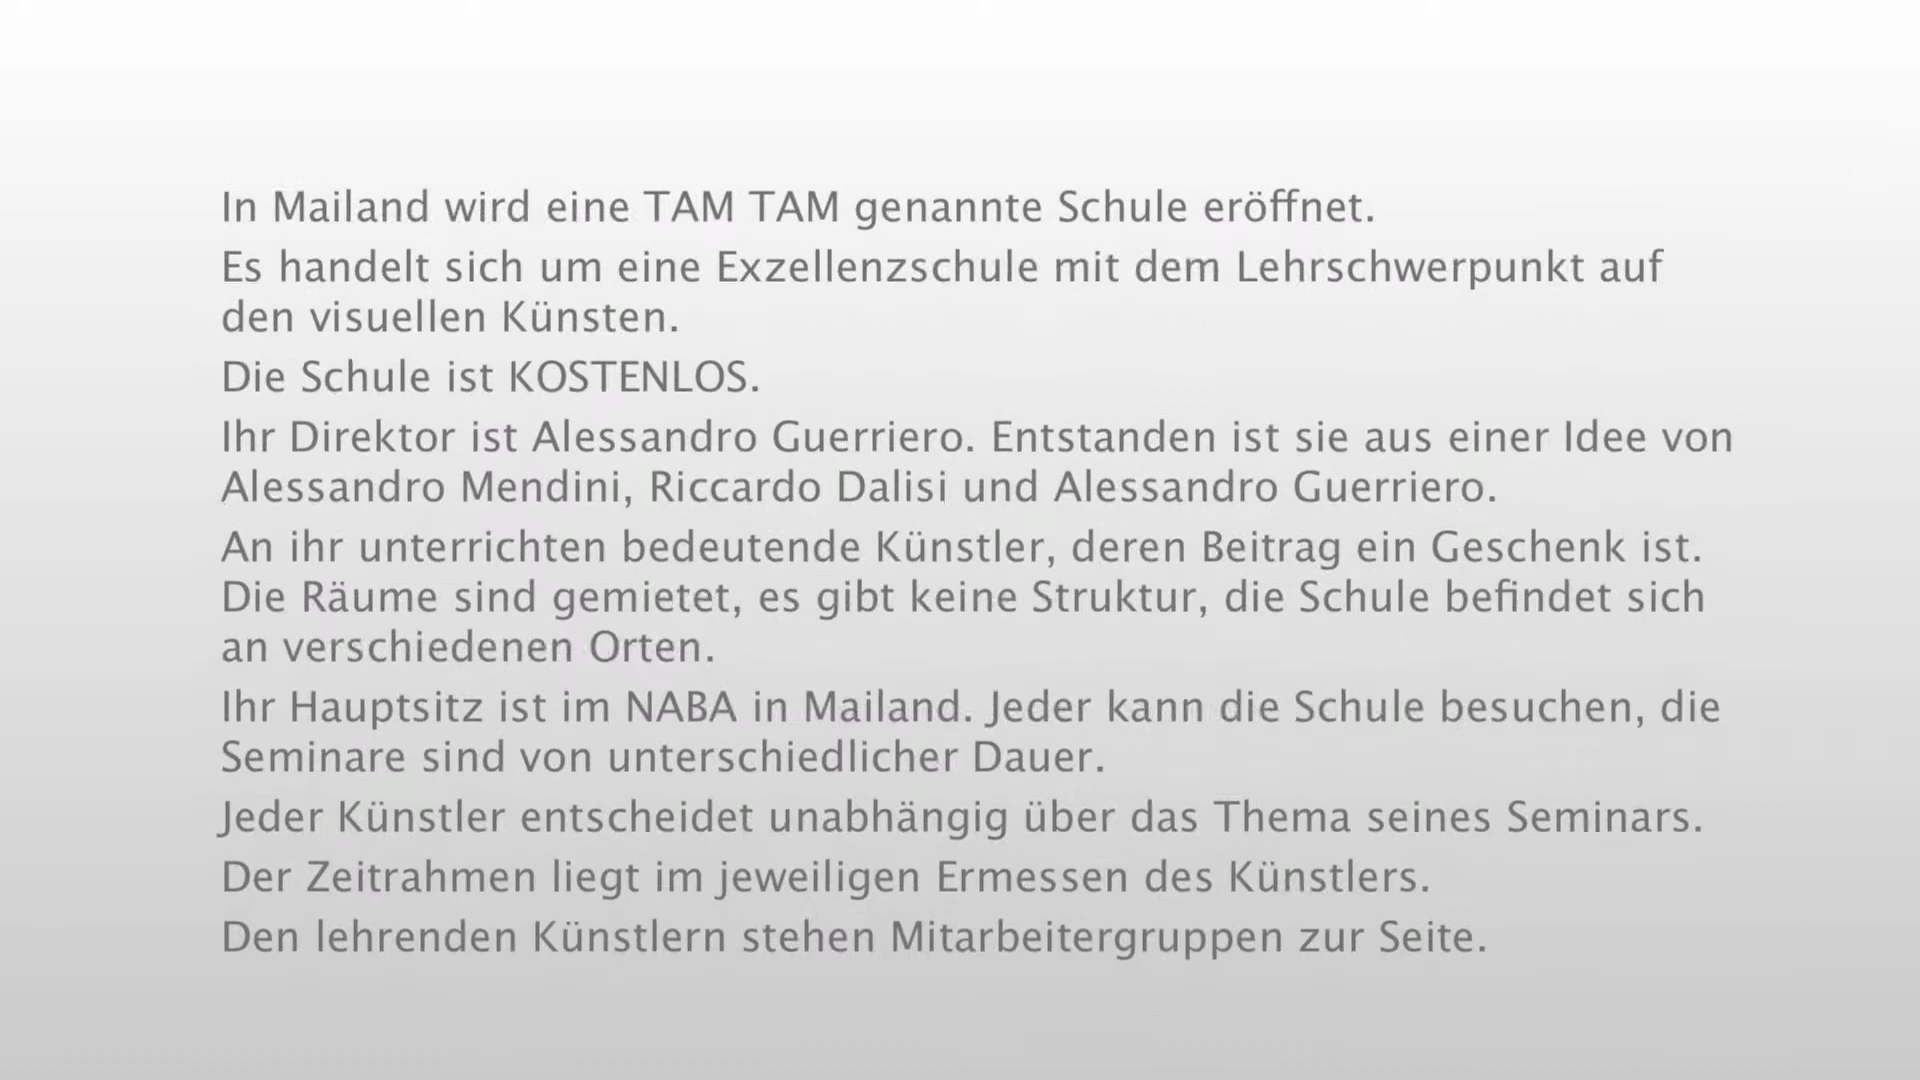 In Mailand wird eine TAM TAM genannte Schule eröffnet.
Es handelt sich um eine Exzellenzschule mit dem Lehrschwerpunkt auf
den visuellen Künsten.
Die Schule ist KOSTENLOS.
Ihr Direktor ist Alessandro Guerriero. Entstanden ist sie aus einer Idee von
Alessandro Mendini, Riccardo Dalisi und Alessandro Guerriero.
An ihr unterrichten bedeutende Künstler, deren Beitrag ein Geschenk ist.
Die Räume sind gemietet, es gibt keine Struktur, die Schule befindet sich
an verschiedenen Orten.
Ihr Hauptsitz ist im NABA in Mailand. Jeder kann die Schule besuchen, die
Seminare sind von unterschiedlicher Dauer.
Jeder Künstler entscheidet unabhängig über das Thema seines Seminars.
Der Zeitrahmen liegt im jeweiligen Ermessen des Künstlers.
Den lehrenden Künstlern stehen Mitarbeitergruppen zur Seite.